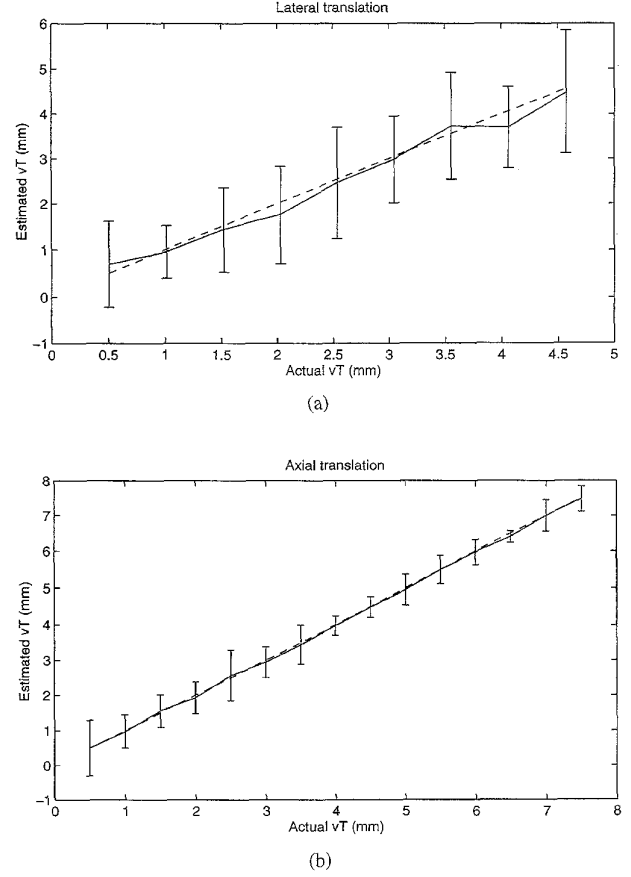 Lateral translation
6
5
4
3
2
1
0
−1
Estimated vT (mm)
0 0.5 1 1.5 2 2.5 3 3.5 4 4.5 5
Actual vT (mm)
(a)
Axial translation
8
7
6
5
4
3
2
1
0
−1
Estimated vT (mm)
0 1 2 3 4 5 6 7 8
Actual vT (mm)
(b)